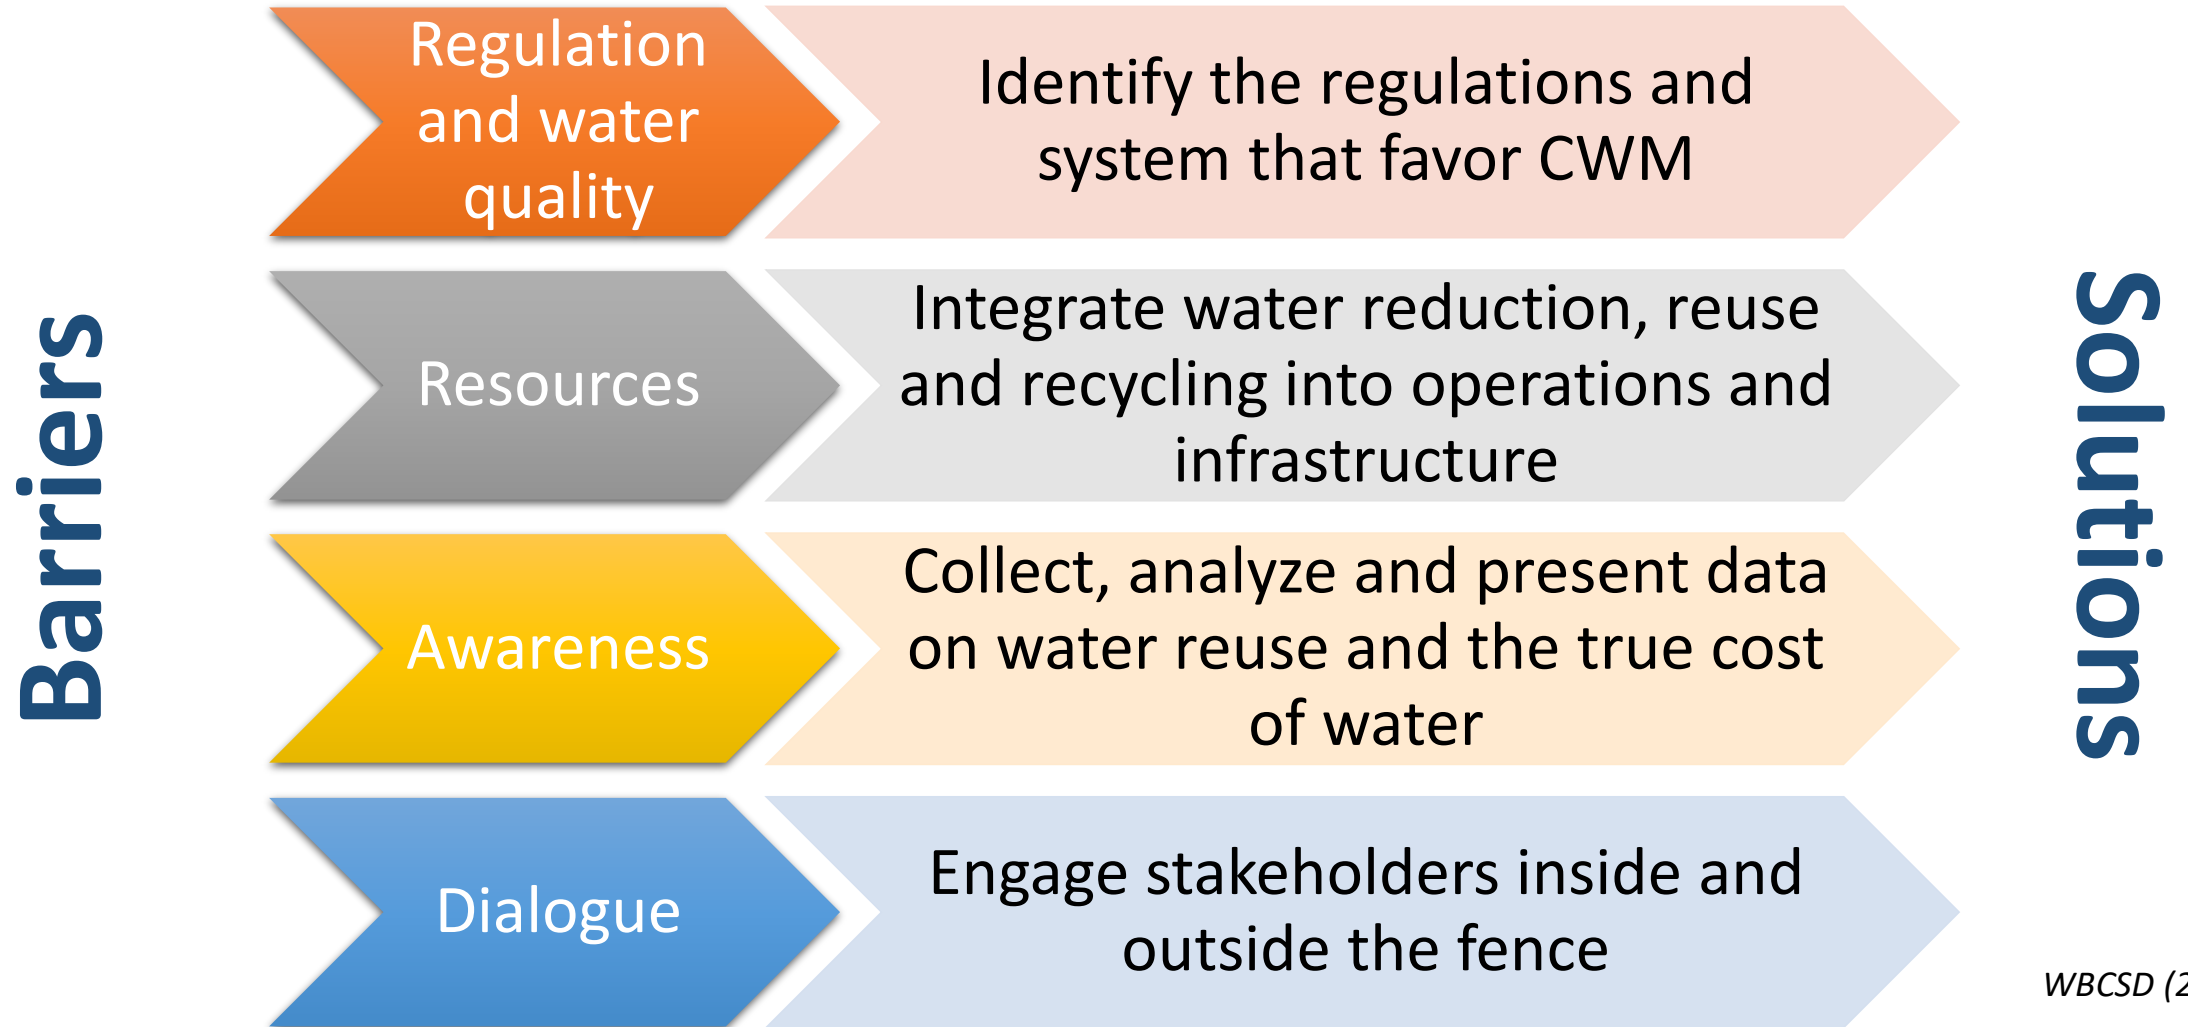 Barriers
Regulation
and water
quality
Identify the regulations and
system that favor CWM
Resources
Integrate water reduction, reuse
and recycling into operations and
infrastructure
Awareness
Collect, analyze and present data
on water reuse and the true cost
of water
Dialogue
Engage stakeholders inside and
outside the fence
Solutions
WBCSD (2